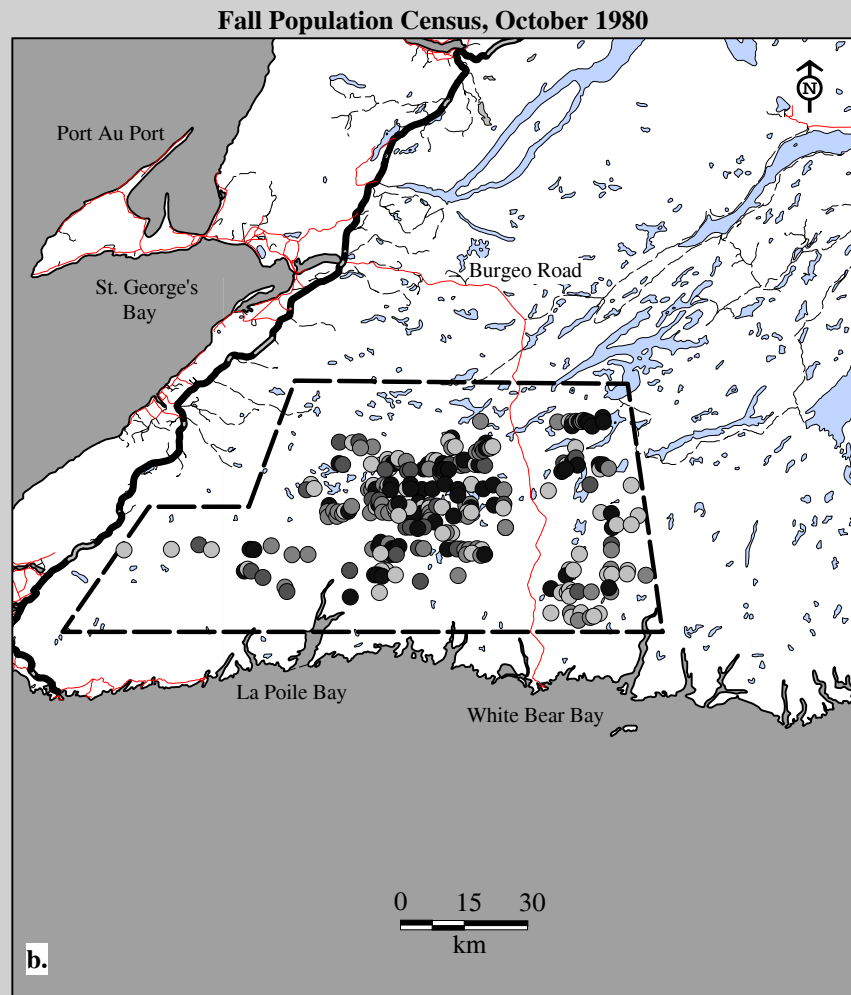 Fall Population Census, October 1980
N
Port Au Port
Burgeo Road
St. George's
Bay
La Poile Bay
White Bear Bay
0 15 30
km
b.